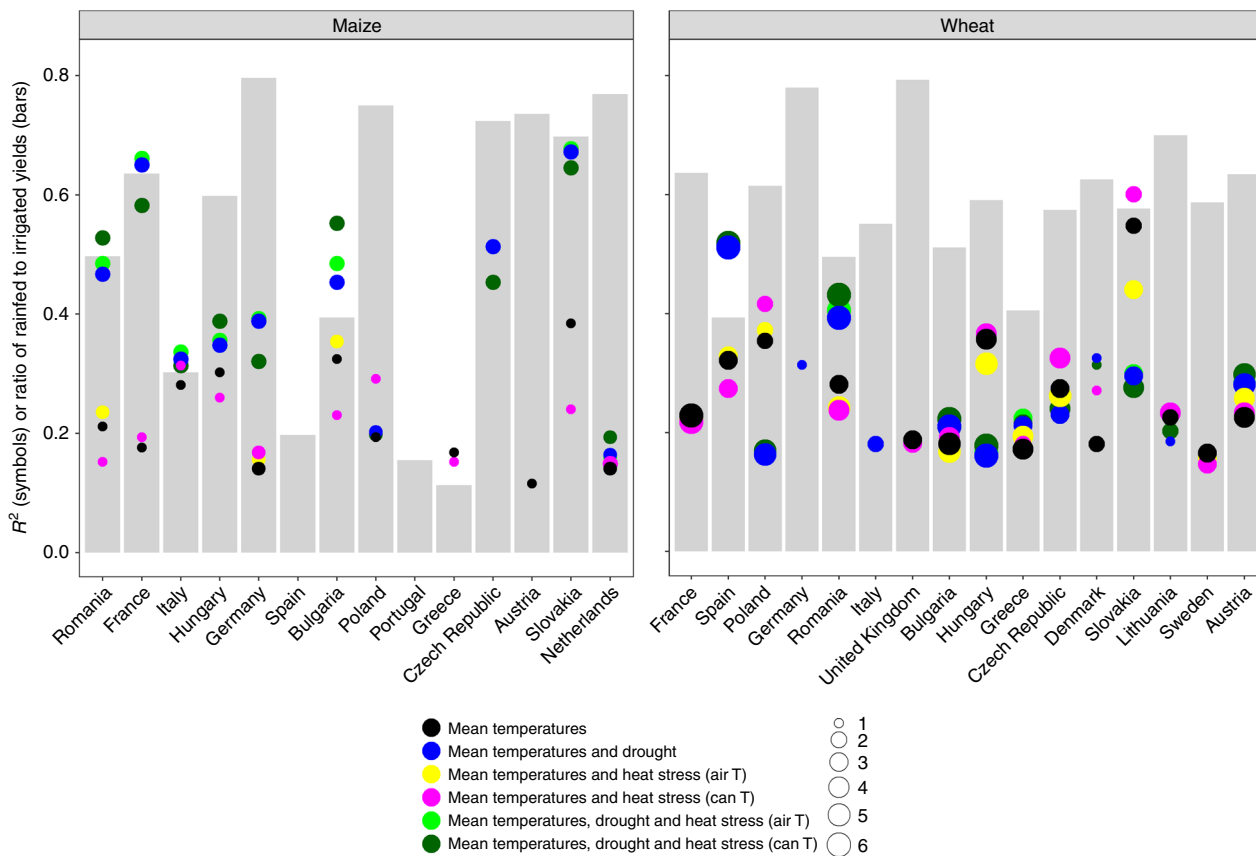 Maize
Wheat
R² (symbols) or ratio of rainfed to irrigated yields (bars)
0.8
0.6
0.4
0.2
0.0
Romania
France
Italy
Hungary
Germany
Spain
Bulgaria
Poland
Portugal
Greece
Czech Republic
Austria
Slovakia
Netherlands
France
Spain
Poland
Germany
Romania
Italy
United Kingdom
Bulgaria
Hungary
Greece
Czech Republic
Denmark
Slovakia
Lithuania
Sweden
Austria
Mean temperatures
Mean temperatures and drought
Mean temperatures and heat stress (air T)
Mean temperatures and heat stress (can T)
Mean temperatures, drought and heat stress (air T)
Mean temperatures, drought and heat stress (can T)
1
2
3
4
5
6